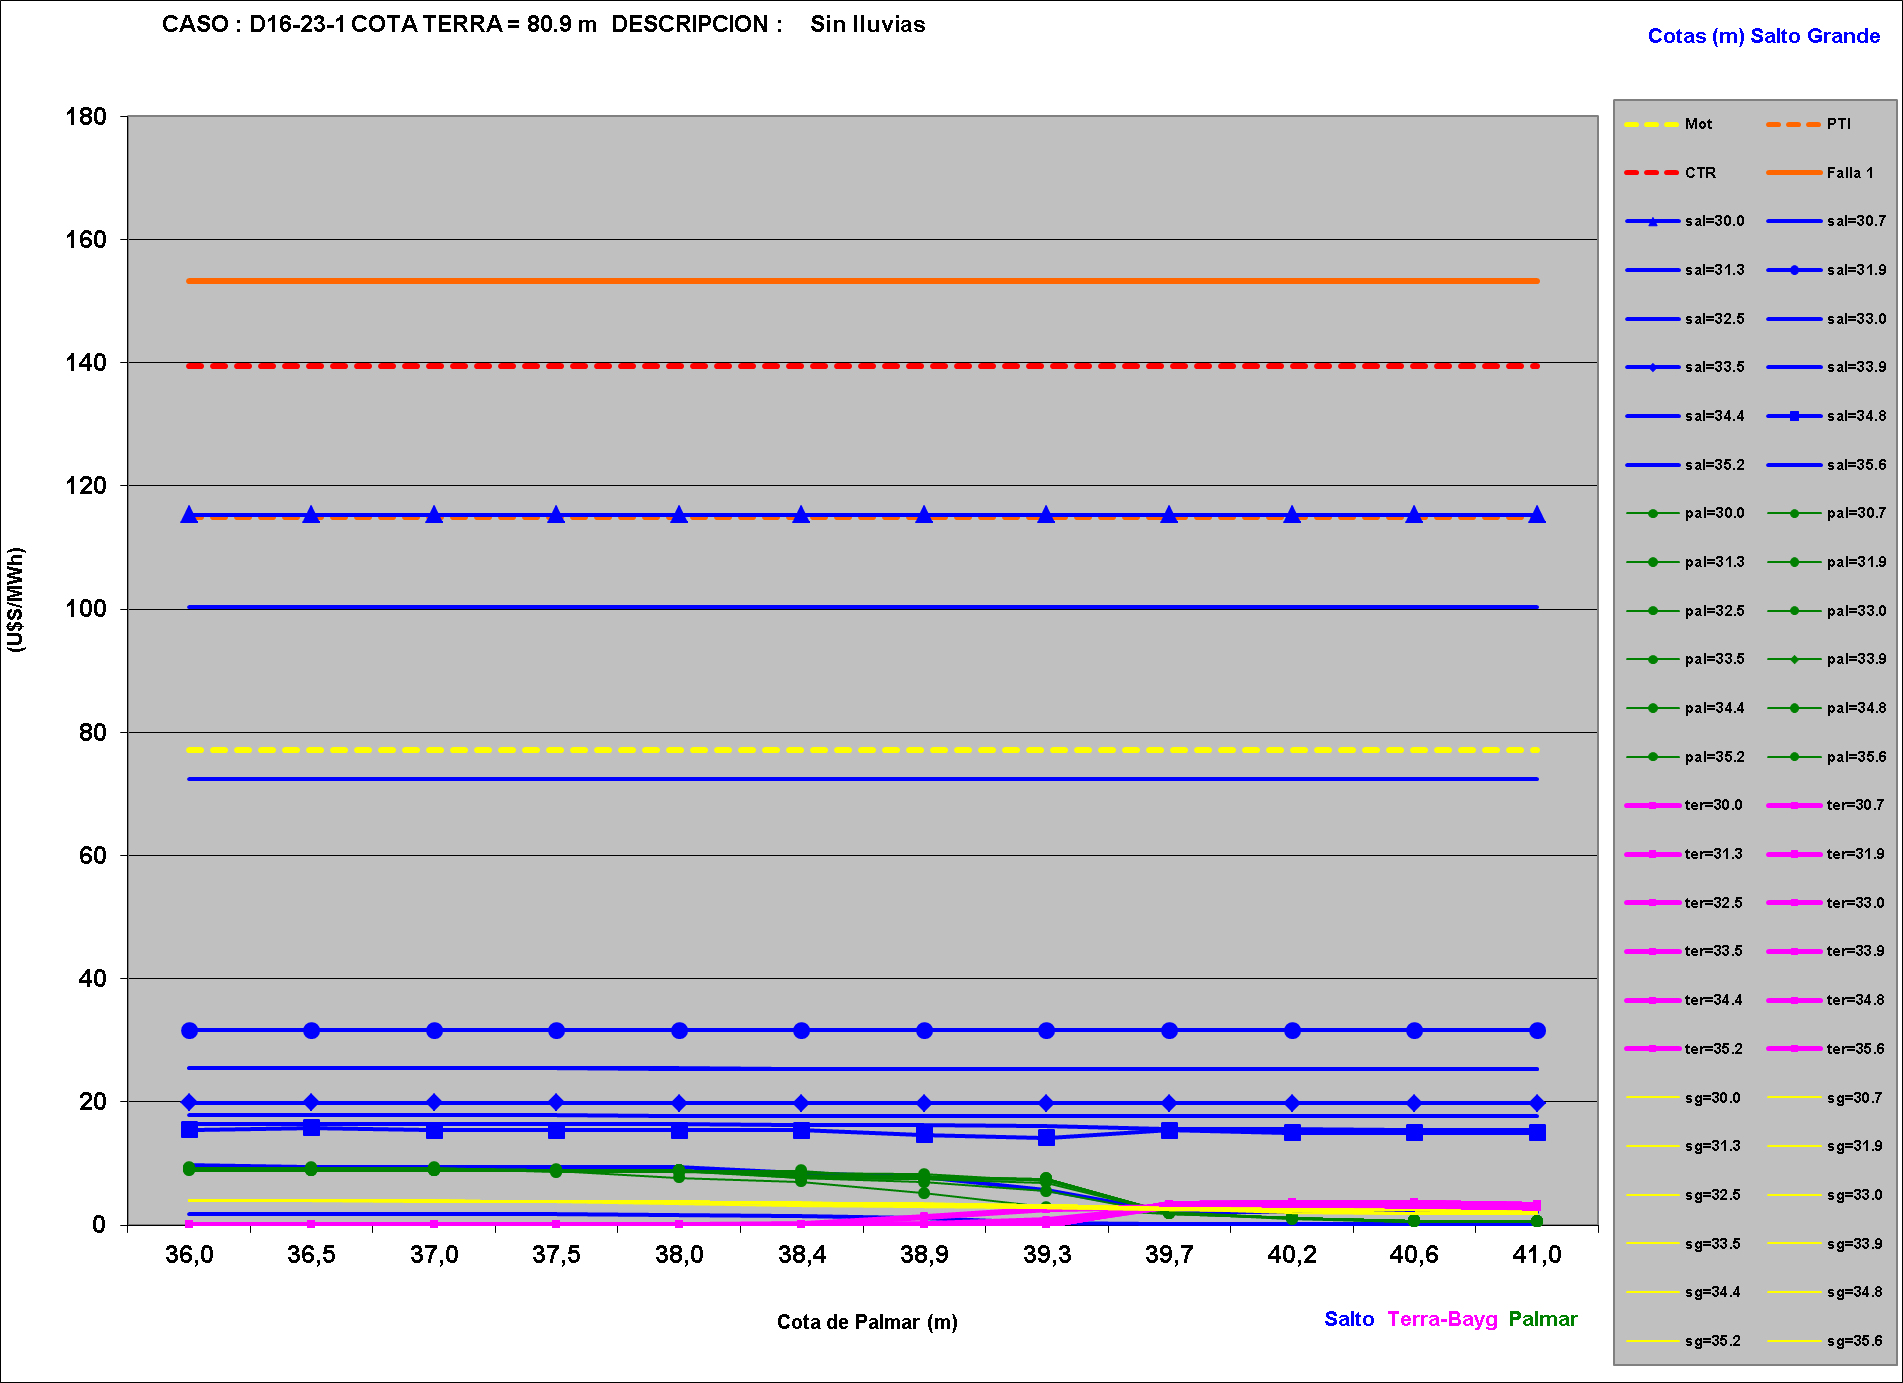 CASO : D16-23-1 COTA TERRA = 80.9 m DESCRIPCION : Sin lluvias
Cotas (m) Salto Grande
(U$S/MWh)
180
160
140
120
100
80
60
40
20
0
36,0 36,5 37,0 37,5 38,0 38,4 38,9 39,3 39,7 40,2 40,6 41,0
Cota de Palmar (m)
Salto Terra-Bayg Palmar
Mot PTI
CTR Falla 1
sal=30.0 sal=30.7
sal=31.3 sal=31.9
sal=32.5 sal=33.0
sal=33.5 sal=33.9
sal=34.4 sal=34.8
sal=35.2 sal=35.6
pal=30.0 pal=30.7
pal=31.3 pal=31.9
pal=32.5 pal=33.0
pal=33.5 pal=33.9
pal=34.4 pal=34.8
pal=35.2 pal=35.6
ter=30.0 ter=30.7
ter=31.3 ter=31.9
ter=32.5 ter=33.0
ter=33.5 ter=33.9
ter=34.4 ter=34.8
ter=35.2 ter=35.6
sg=30.0 sg=30.7
sg=31.3 sg=31.9
sg=32.5 sg=33.0
sg=33.5 sg=33.9
sg=34.4 sg=34.8
sg=35.2 sg=35.6